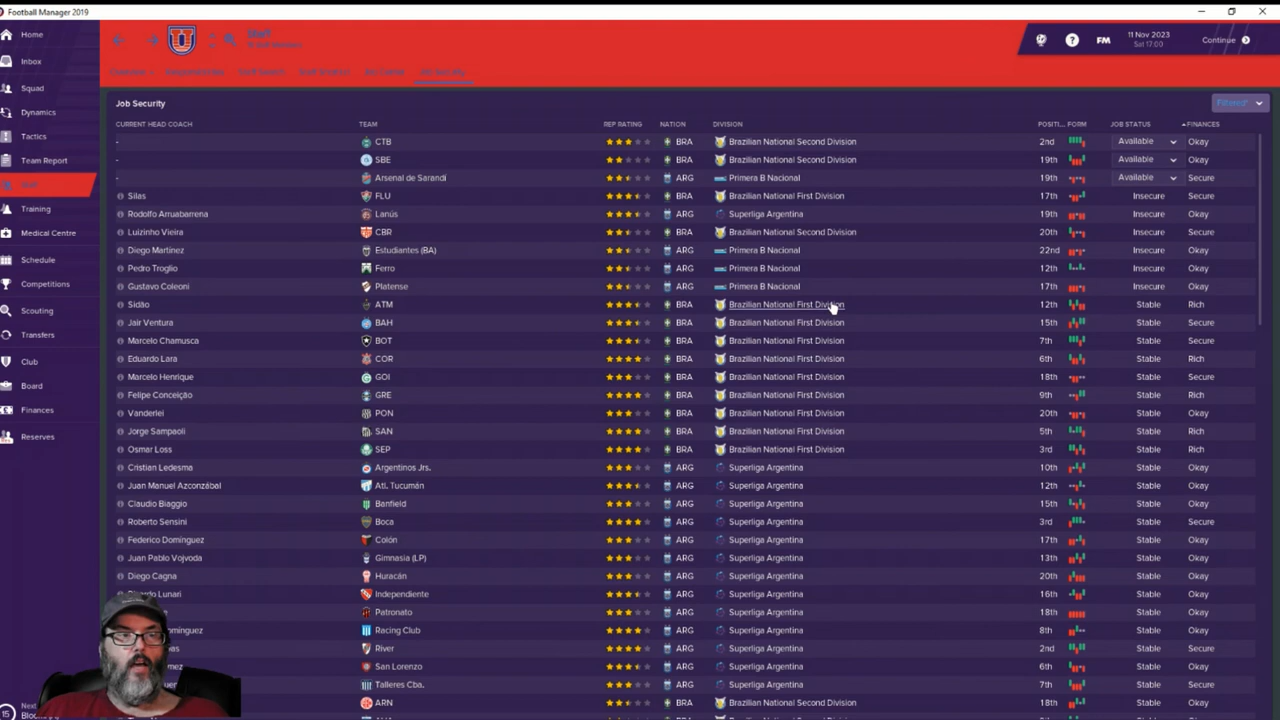 Football Manager 2019
Home
Inbox
Squad
Dynamics
Tactics
Team Report
Training
Medical Centre
Schedule
Competitions
Scouting
Transfers
Club
Board
Finances
Reserves
Staff
FM
11 Nov 2023
Sat 17:00
Continue
Job Security
Filtered
CURRENT HEAD COACH TEAM REP RATING NATION DIVISION POSITI... FORM JOB STATUS FINANCES
- CTB BRA Brazilian National Second Division 2nd Available Okay
- SBE BRA Brazilian National Second Division 19th Available Okay
- Arsenal de Sarandí ARG Primera B Nacional 19th Available Secure
Silas FLU BRA Brazilian National First Division 17th Insecure Secure
Rodolfo Arruabarrena Lanús ARG Superliga Argentina 19th Insecure Okay
Luizinho Vieira CBR BRA Brazilian National Second Division 20th Insecure Okay
Diego Martínez Estudiantes (BA) ARG Primera B Nacional 22nd Insecure Okay
Pedro Troglio Ferro ARG Primera B Nacional 12th Insecure Okay
Gustavo Coleoni Platense ARG Primera B Nacional 17th Insecure Okay
Sidão ATM BRA Brazilian National First Division 12th Stable Rich
Jair Ventura BAH BRA Brazilian National First Division 15th Stable Secure
Marcelo Chamusca BOT BRA Brazilian National First Division 7th Stable Secure
Eduardo Lara COR BRA Brazilian National First Division 6th Stable Rich
Marcelo Henrique GOI BRA Brazilian National First Division 18th Stable Secure
Felipe Conceição GRE BRA Brazilian National First Division 9th Stable Rich
Vanderlei PON BRA Brazilian National First Division 20th Stable Okay
Jorge Sampaoli SAN BRA Brazilian National First Division 5th Stable Rich
Osmar Loss SEP BRA Brazilian National First Division 3rd Stable Rich
Cristian Ledesma Argentinos Jrs. ARG Superliga Argentina 10th Stable Okay
Juan Manuel Azconzábal Atl. Tucumán ARG Superliga Argentina 12th Stable Okay
Claudio Biaggio Banfield ARG Superliga Argentina 15th Stable Okay
Roberto Sensini Boca ARG Superliga Argentina 3rd Stable Secure
Federico Domínguez Colón ARG Superliga Argentina 17th Stable Okay
Juan Pablo Vojvoda Gimnasia (LP) ARG Superliga Argentina 13th Stable Okay
Diego Cagna Huracán ARG Superliga Argentina 20th Stable Okay
Lunari Independiente ARG Superliga Argentina 16th Stable Okay
Patronato ARG Superliga Argentina 18th Stable Okay
Racing Club ARG Superliga Argentina 8th Stable Okay
River ARG Superliga Argentina 2nd Stable Secure
San Lorenzo ARG Superliga Argentina 6th Stable Okay
Talleres Cba. ARG Superliga Argentina 7th Stable Secure
ARN BRA Brazilian National Second Division 18th Stable Okay
15